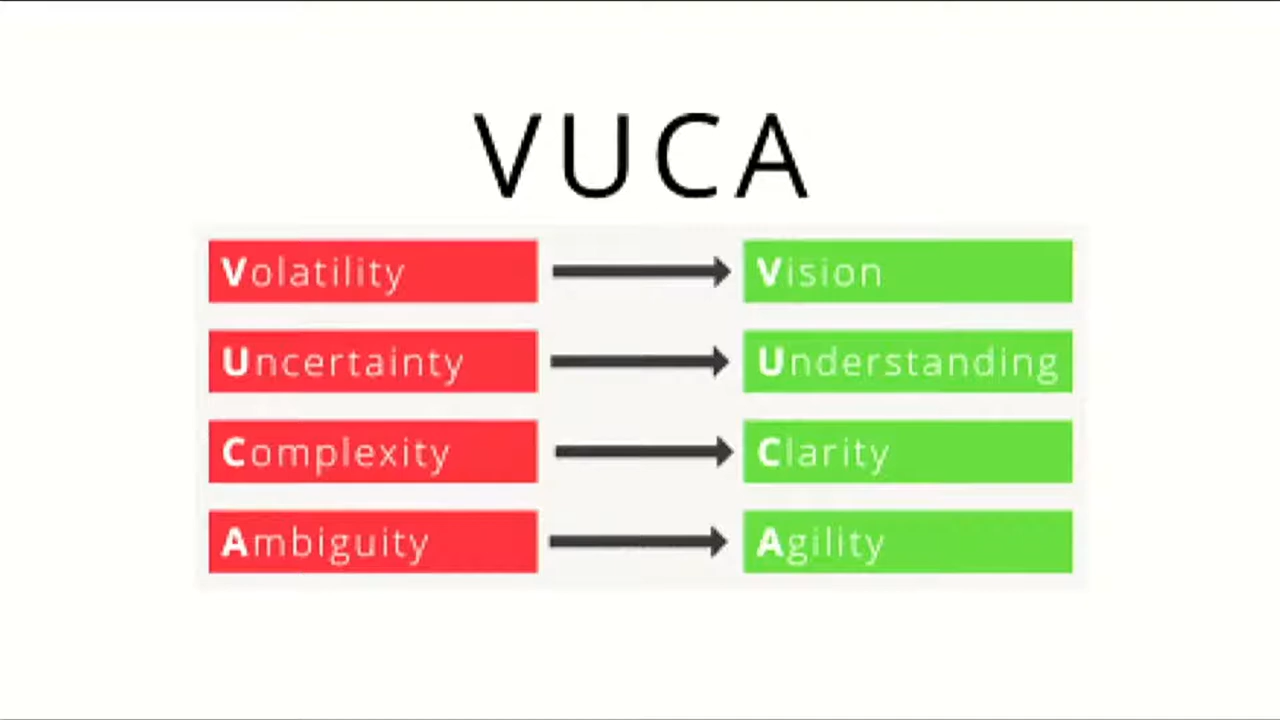 VUCA
Volatility Vision
Uncertainty Understanding
Complexity Clarity
Ambiguity Agility